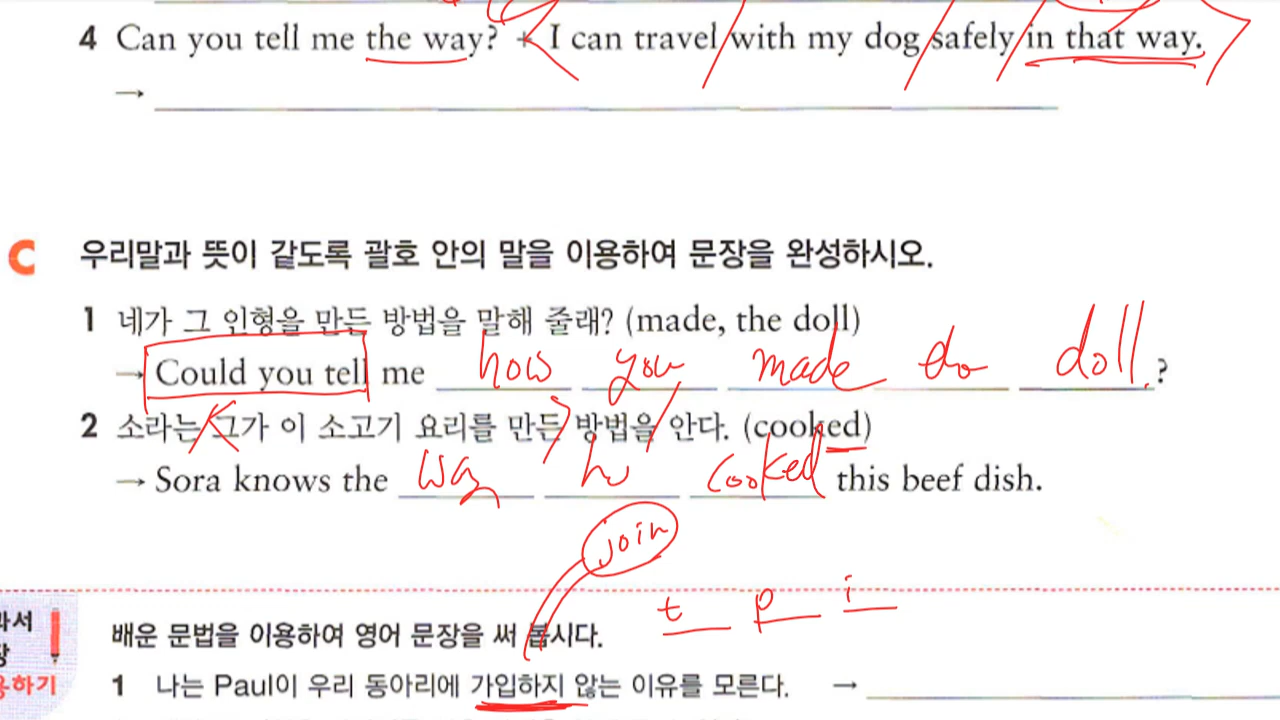 4 Can you tell me the way? + I can travel with my dog safely in that way.
→
C 우리말과 뜻이 같도록 괄호 안의 말을 이용하여 문장을 완성하시오.
1 네가 그 인형을 만든 방법을 말해 줄래? (made, the doll)
→ Could you tell me how you made do doll.?
2 소라는 그가 이 소고기 요리를 만든 방법을 안다. (cooked)
→ Sora knows the way h cooked this beef dish.
join
t p i
배운 문법을 이용하여 영어 문장을 써 봅시다.
1 나는 Paul이 우리 동아리에 가입하지 않는 이유를 모른다. →